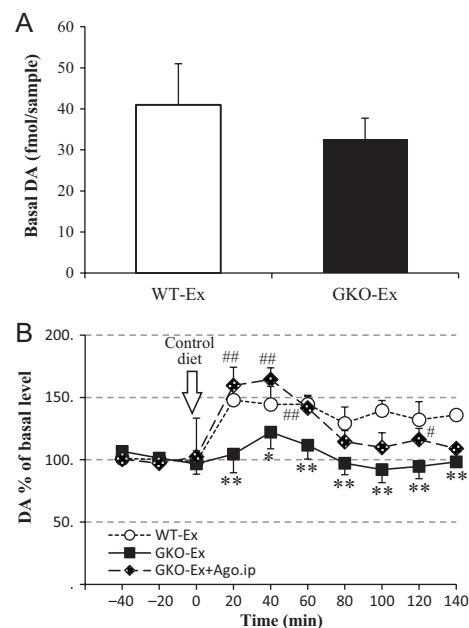 A
60
50
40
30
20
10
0
Basal DA (fmol/sample)
WT-Ex GKO-Ex
B
200.
150.
100.
50.
.
DA % of basal level
Control
diet
## ##
##
#
** * ** ** ** ** **
WT-Ex
GKO-Ex
GKO-Ex+Ago.ip
−40 −20 0 20 40 60 80 100 120 140
Time (min)